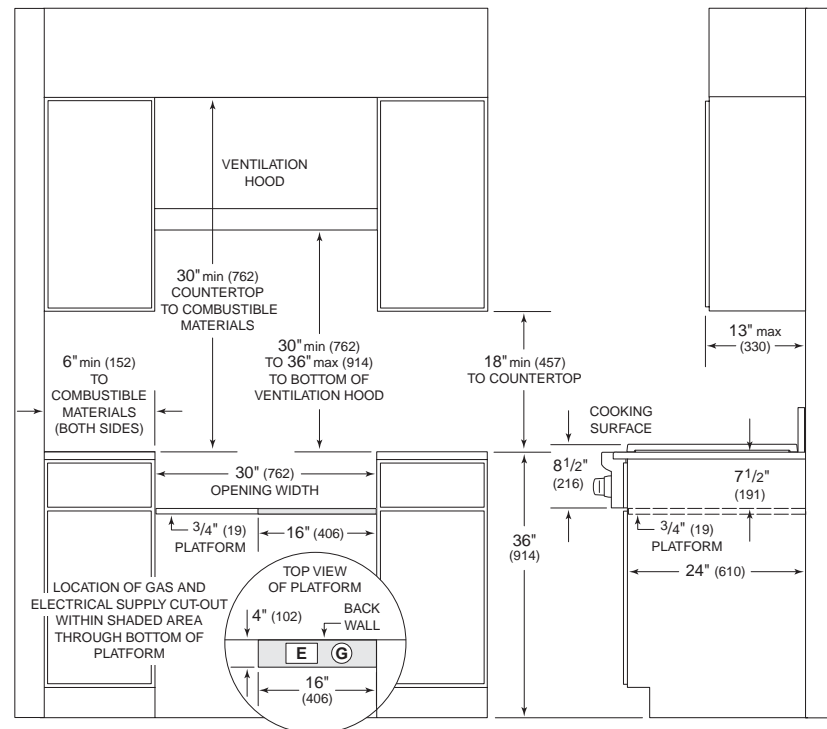 VENTILATION
HOOD
30" min (762)
COUNTERTOP
TO COMBUSTIBLE
MATERIALS
30" min (762)
TO 36" max (914)
TO BOTTOM OF
VENTILATION HOOD
6" min (152)
TO
COMBUSTIBLE
MATERIALS
(BOTH SIDES)
18" min (457)
TO COUNTERTOP
13" max
(330)
COOKING
SURFACE
30" (762)
OPENING WIDTH
8 1/2"
(216)
7 1/2"
(191)
3/4" (19)
PLATFORM
16" (406)
36"
(914)
3/4" (19)
PLATFORM
24" (610)
LOCATION OF GAS AND
ELECTRICAL SUPPLY CUT-OUT
WITHIN SHADED AREA
THROUGH BOTTOM OF
PLATFORM
TOP VIEW
OF PLATFORM
4" (102)
BACK
WALL
E G
16"
(406)